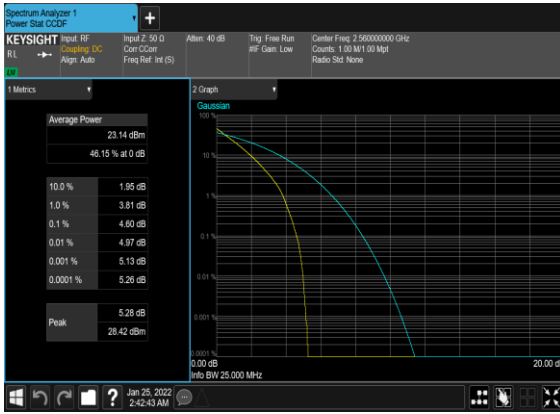 Spectrum Analyzer 1
Power Stat CCDF
KEYSIGHT
RL
LW
Input: RF
Coupling: DC
Align: Auto
Input Z: 50 Ω
Corr CCorr
Freq Ref: Int (S)
Atten: 40 dB
Trig: Free Run
#IF Gain: Low
Center Freq: 2.560000000 GHz
Counts: 1.00 M/1.00 Mpt
Radio Std: None
1 Metrics
Average Power
23.14 dBm
46.15 % at 0 dB
10.0 % 1.95 dB
1.0 % 3.81 dB
0.1 % 4.60 dB
0.01 % 4.97 dB
0.001 % 5.13 dB
0.0001 % 5.26 dB
Peak
5.28 dB
28.42 dBm
2 Graph
Gaussian
100 %
10 %
1 %
0.1 %
0.01 %
0.001 %
0.0001 %
0.00 dB
20.00 d
Info BW 25.000 MHz
Jan 25, 2022
2:42:43 AM